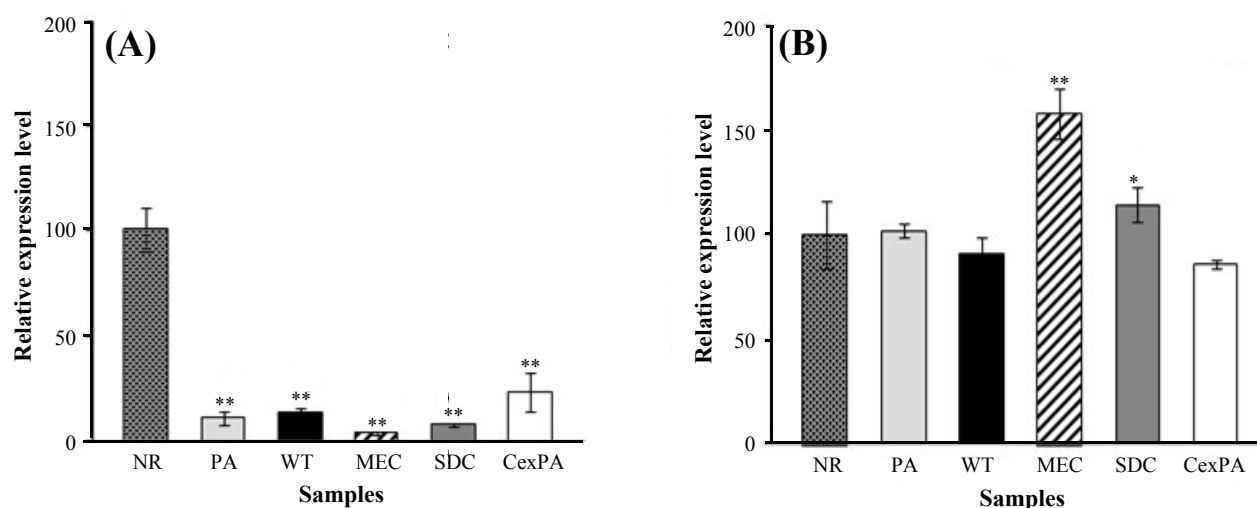 (A)
Relative expression level
200
150
100
50
0
** ** ** ** **
NR PA WT MEC SDC CexPA
Samples
(B)
Relative expression level
200
150
100
50
0
** *
NR PA WT MEC SDC CexPA
Samples